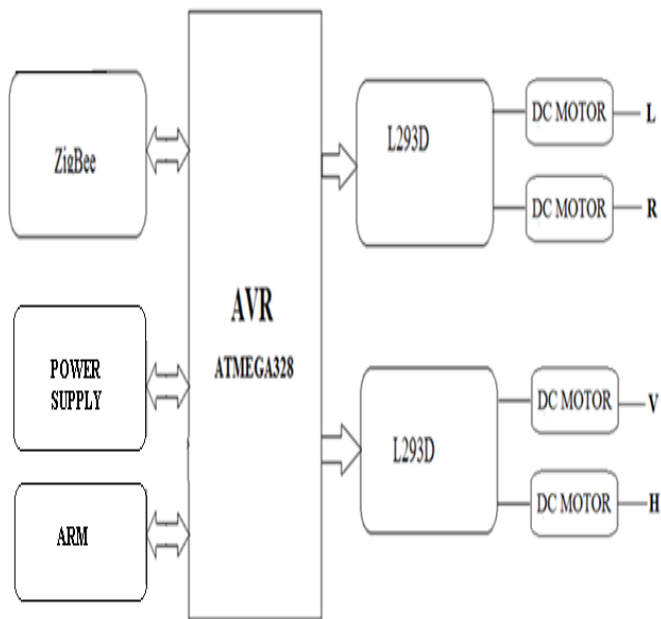 ZigBee
POWER
SUPPLY
ARM
AVR
ATMEGA328
L293D
DC MOTOR L
DC MOTOR R
L293D
DC MOTOR V
DC MOTOR H